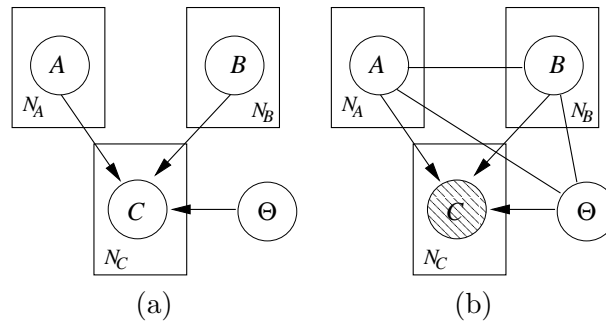 A B A B
N_A N_B N_A N_B
C Θ C Θ
N_C N_C
(a) (b)